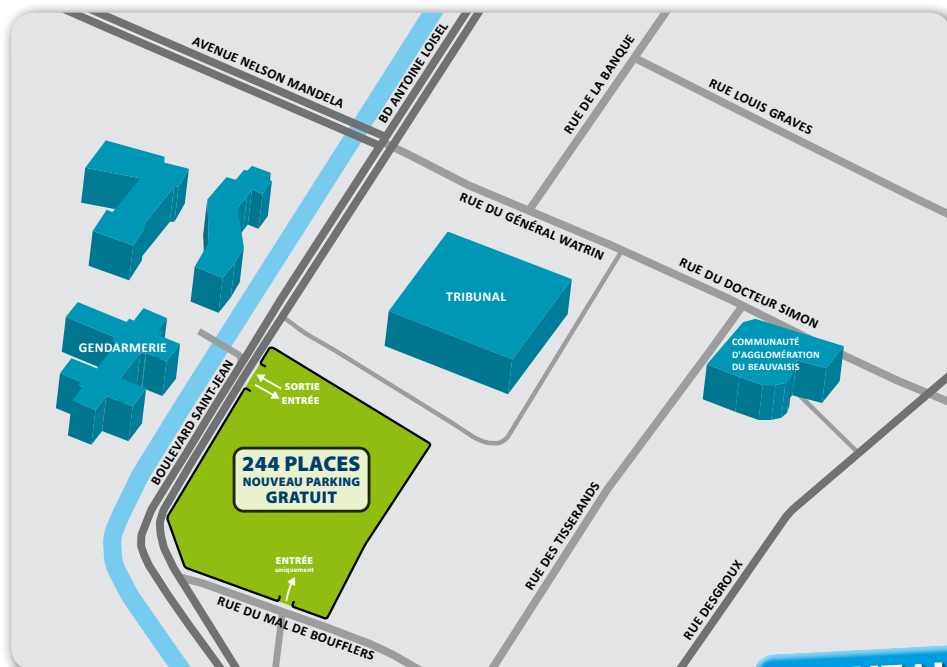 AVENUE NELSON MANDELA
BD ANTOINE LOISEL
RUE DE LA BANQUE
RUE LOUIS GRAVES
RUE DU GÉNÉRAL WATRIN
RUE DU DOCTEUR SIMON
TRIBUNAL
COMMUNAUTÉ
D'AGGLOMÉRATION
DU BEAUVAISIS
GENDARMERIE
BOULEVARD SAINT-JEAN
SORTIE
ENTRÉE
244 PLACES
NOUVEAU PARKING
GRATUIT
ENTRÉE
uniquement
RUE DU MAL DE BOUFFLERS
RUE DES TISSERANDS
RUE DESGROUX